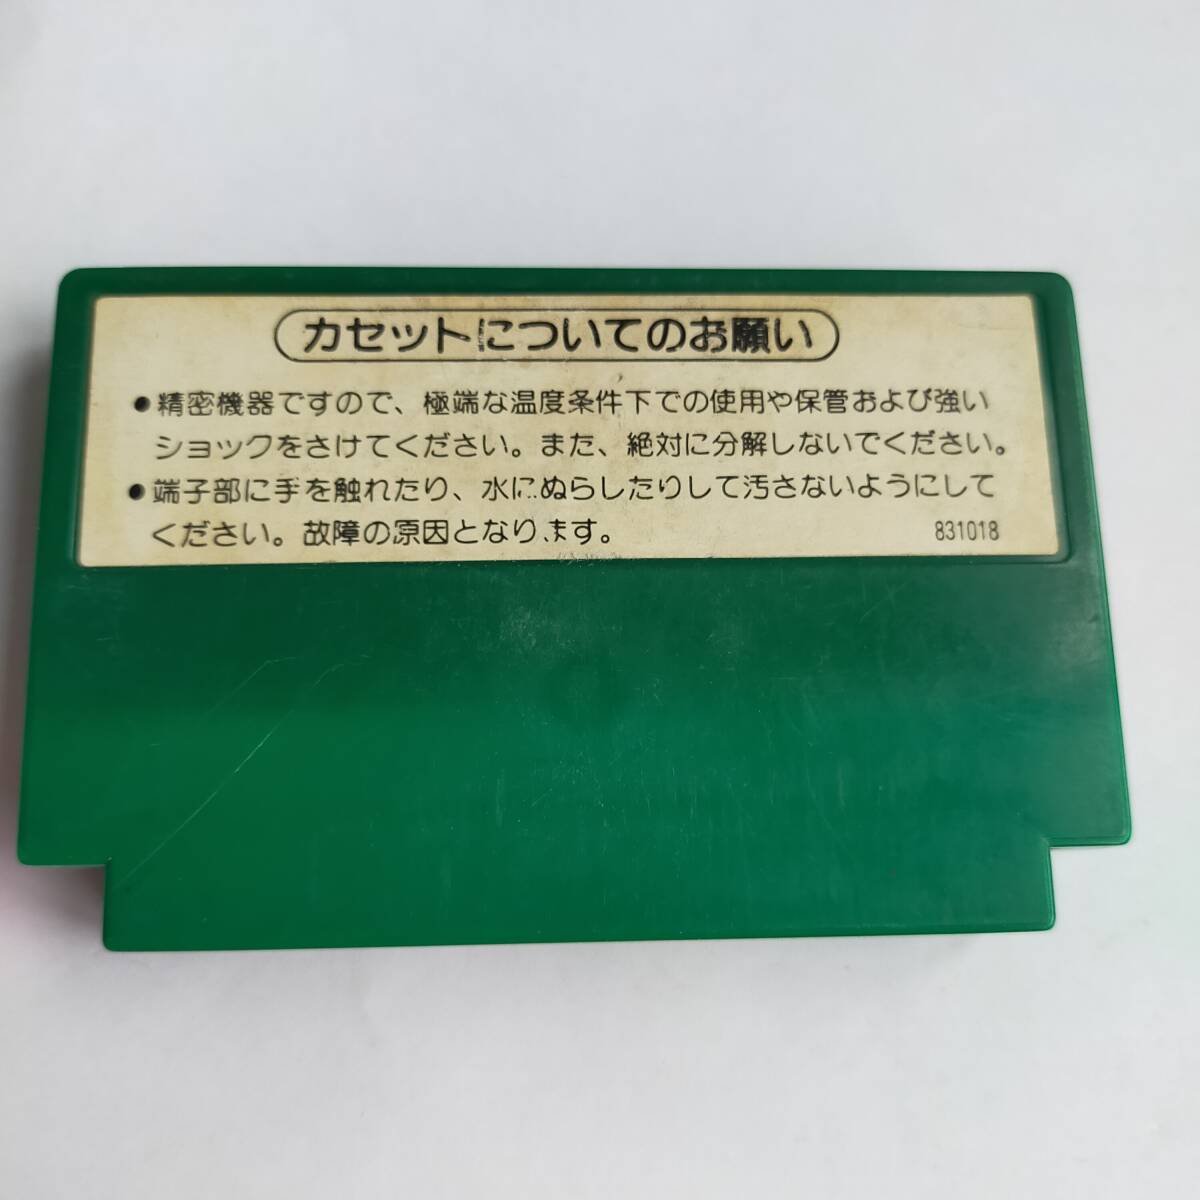 カセットについてのお願い
●精密機器ですので、極端な温度条件下での使用や保管および強い
ショックをさけてください。また、絶対に分解しないでください。
●端子部に手を触れたり、水にぬらしたりして汚さないようにして
ください。故障の原因となります。
831018